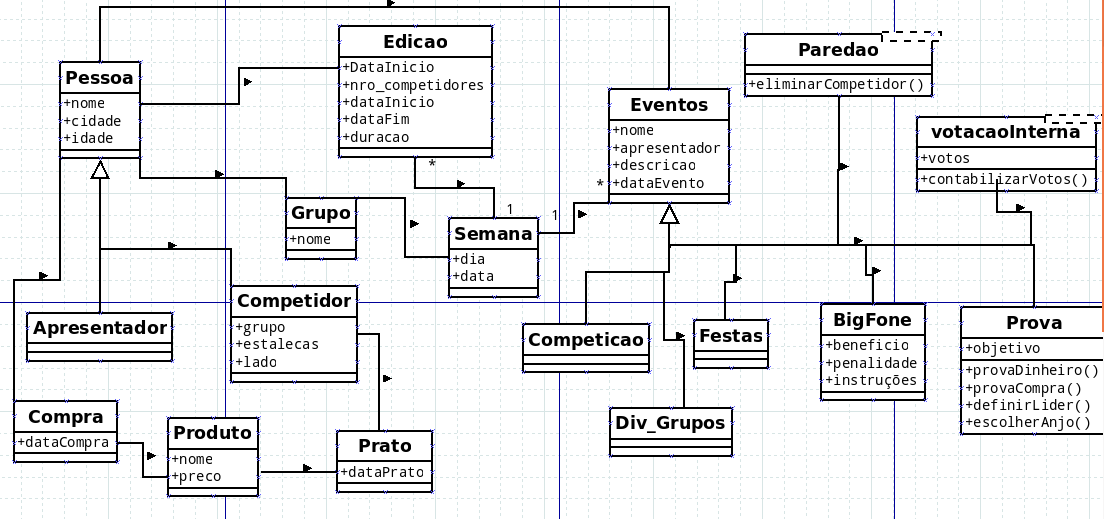 Pessoa
+nome
+cidade
+idade
Edicao
+DataInicio
+nro_competidores
+dataInicio
+dataFim
+duracao
*
1
Eventos
+nome
+apresentador
+descricao
+dataEvento
*
1
Paredao
+eliminarCompetidor()
votacaoInterna
+votos
+contabilizarVotos()
Grupo
+nome
Semana
+dia
+data
Apresentador
Competidor
+grupo
+estalecas
+lado
Competicao
Festas
BigFone
+beneficio
+penalidade
+instruções
Prova
+objetivo
+provaDinheiro()
+provaCompra()
+definirLider()
+escolherAnjo()
Compra
+dataCompra
Produto
+nome
+preco
Prato
+dataPrato
Div_Grupos